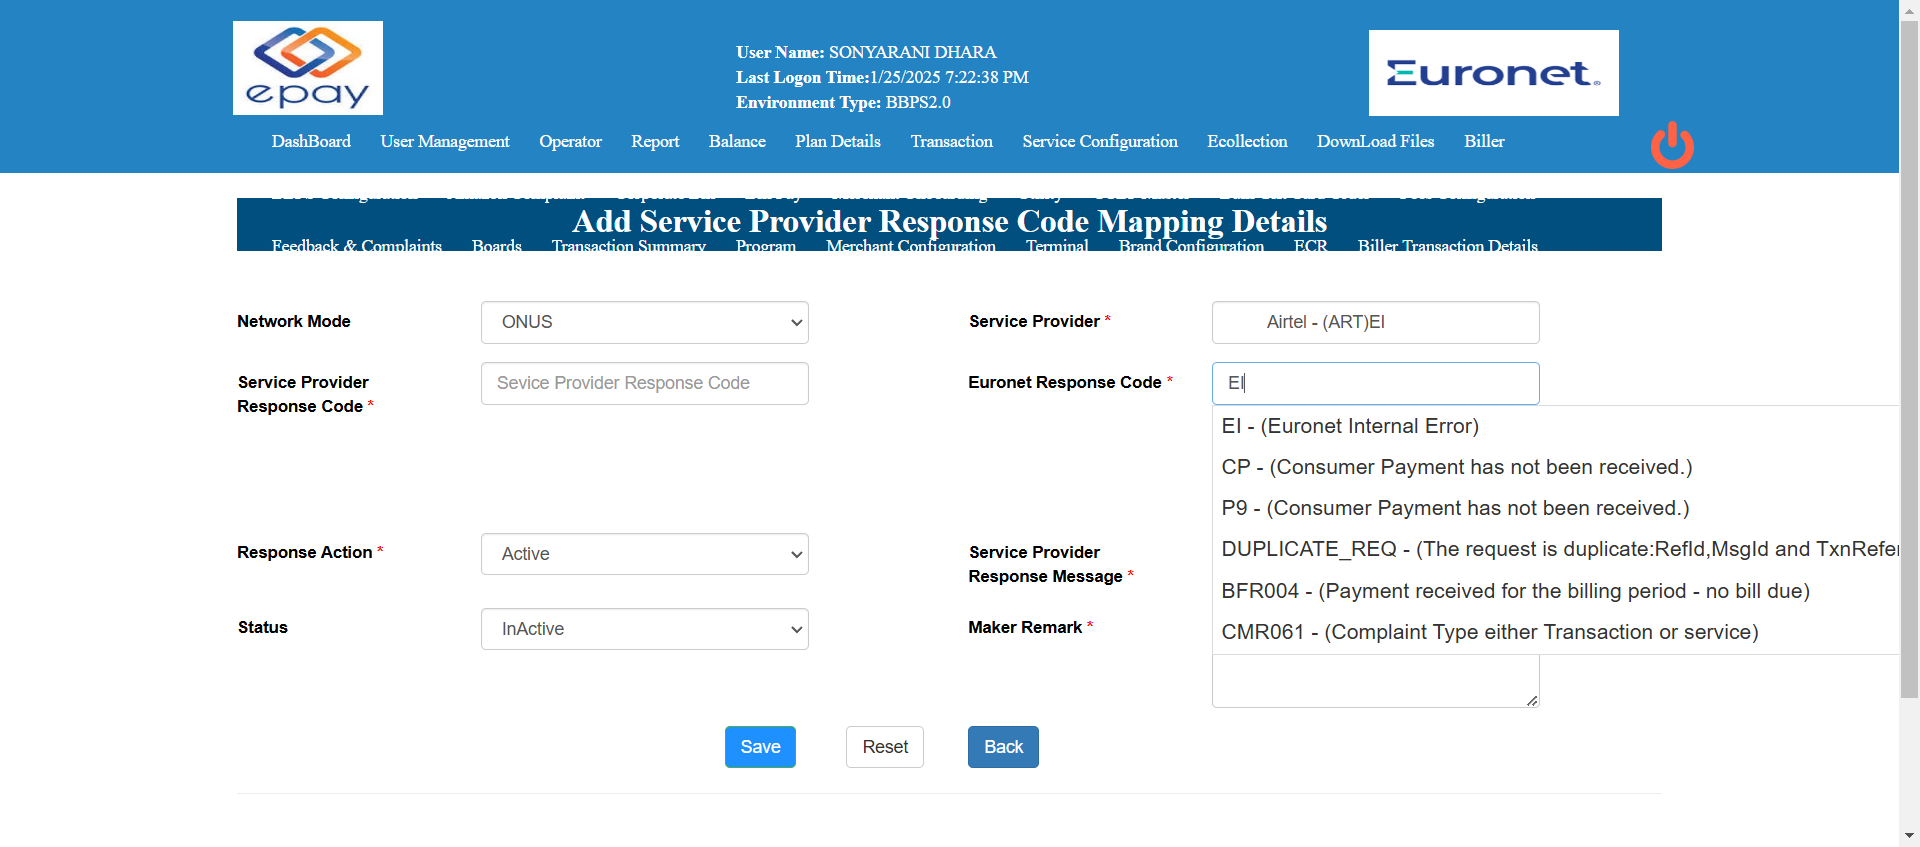 epay
User Name: SONYARANI DHARA
Last Logon Time:1/25/2025 7:22:38 PM
Environment Type: BBPS2.0
Euronet
DashBoard User Management Operator Report Balance Plan Details Transaction Service Configuration Ecollection DownLoad Files Biller
Add Service Provider Response Code Mapping Details
Feedback & Complaints Boards Transaction Summary Program Merchant Configuration Terminal Brand Configuration ECR Biller Transaction Details
Network Mode ONUS Service Provider * Airtel - (ART)EI
Service Provider Response Code * Sevice Provider Response Code Euronet Response Code * EI
EI - (Euronet Internal Error)
CP - (Consumer Payment has not been received.)
P9 - (Consumer Payment has not been received.)
DUPLICATE_REQ - (The request is duplicate:RefId,MsgId and TxnRefer
BFR004 - (Payment received for the billing period - no bill due)
CMR061 - (Complaint Type either Transaction or service)
Response Action * Active Service Provider Response Message *
Status InActive Maker Remark *
Save Reset Back